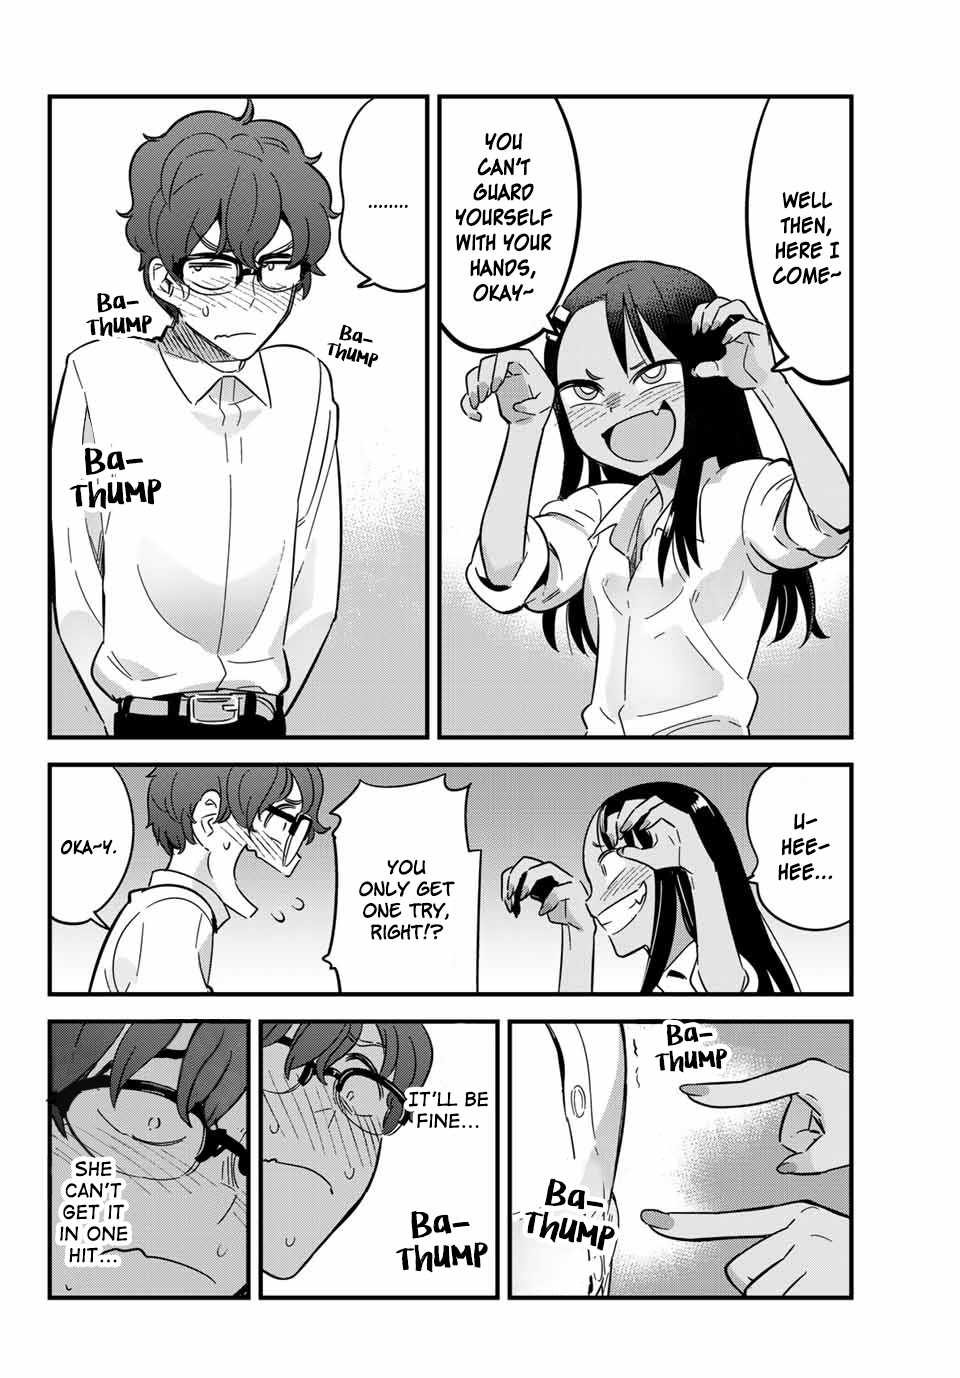 WELL
THEN,
HERE I
COME~
YOU
CAN'T
GUARD
YOURSELF
WITH YOUR
HANDS,
OKAY~
.........
BA-
THUMP
BA-
THUMP
BA-
THUMP
U-
HEE-
HEE...
YOU
ONLY GET
ONE TRY,
RIGHT!?
OKA~Y.
BA-
THUMP
BA-
THUMP
IT'LL BE
FINE...
BA-
THUMP
SHE
CAN'T
GET IT
IN ONE
HIT...